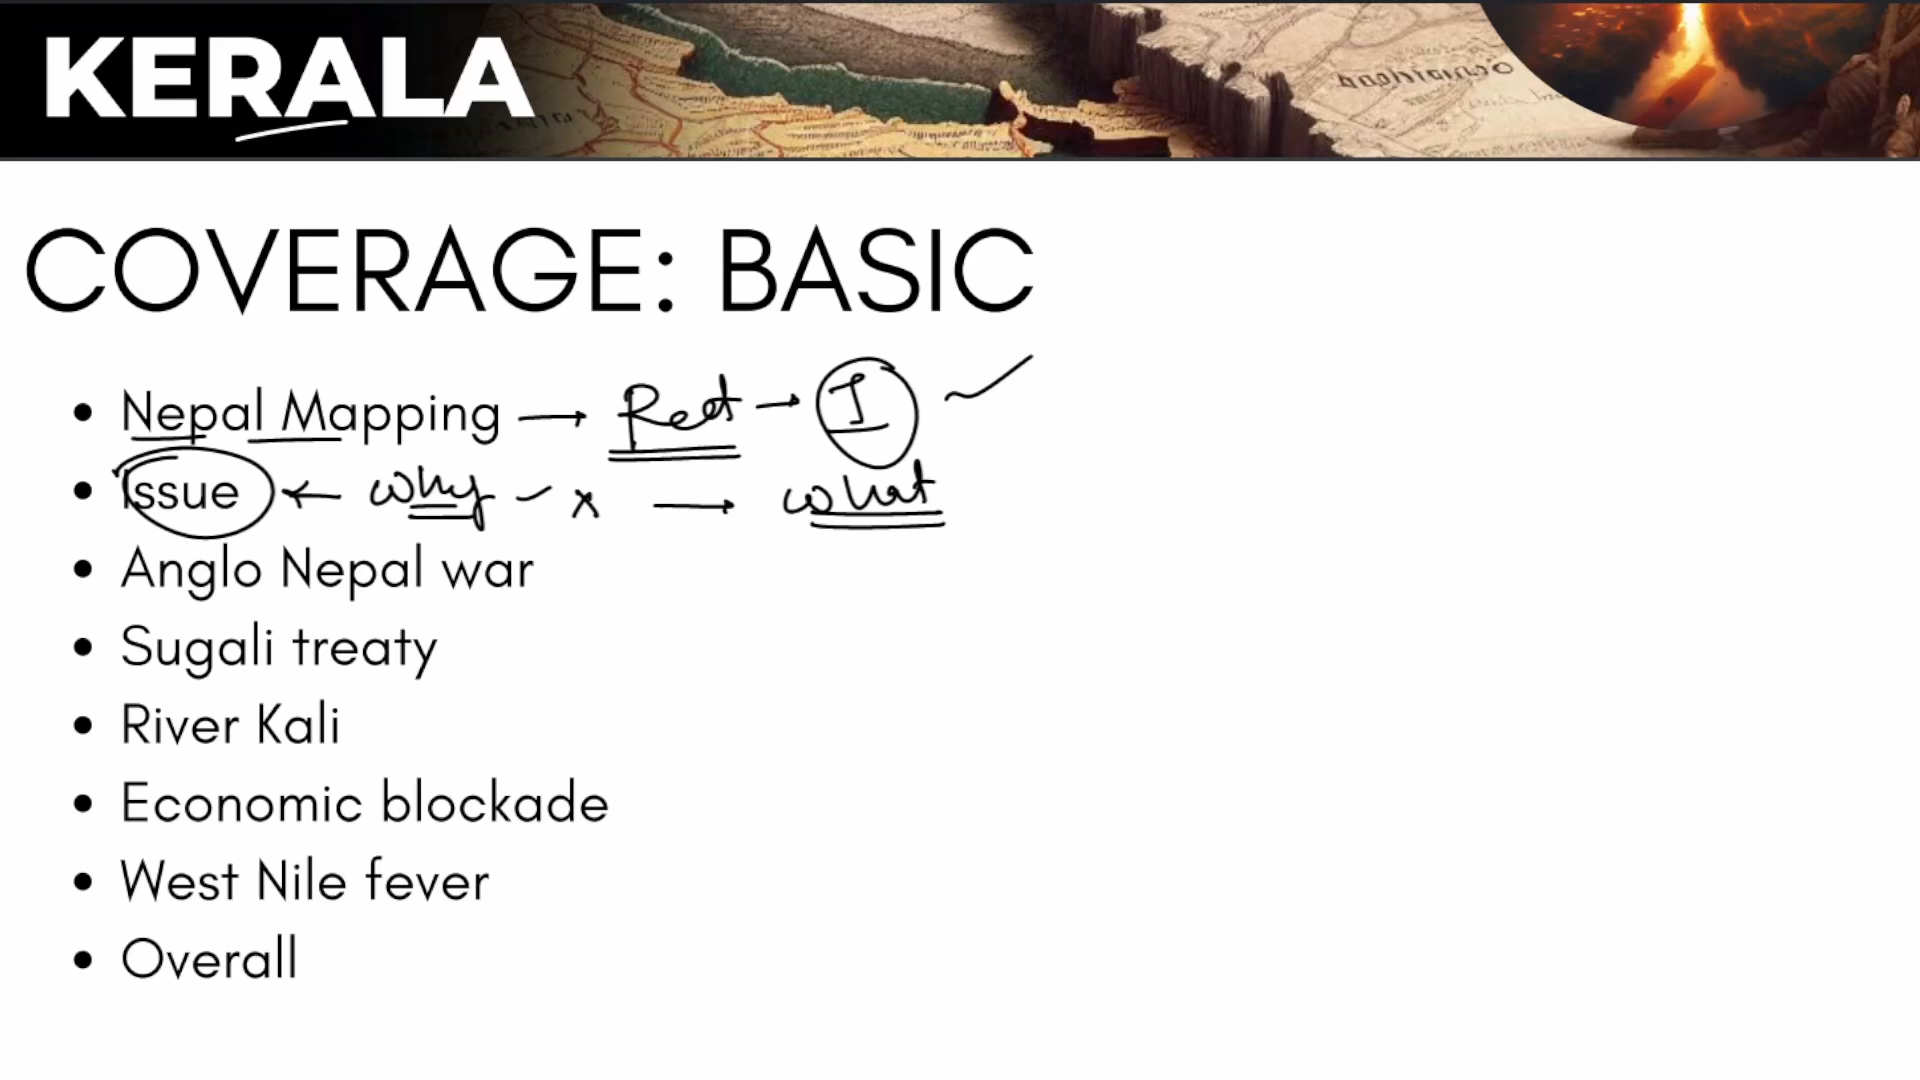 KERALA
COVERAGE: BASIC
• Nepal Mapping → Rect → I
• Issue ← why - x → what
• Anglo Nepal war
• Sugali treaty
• River Kali
• Economic blockade
• West Nile fever
• Overall